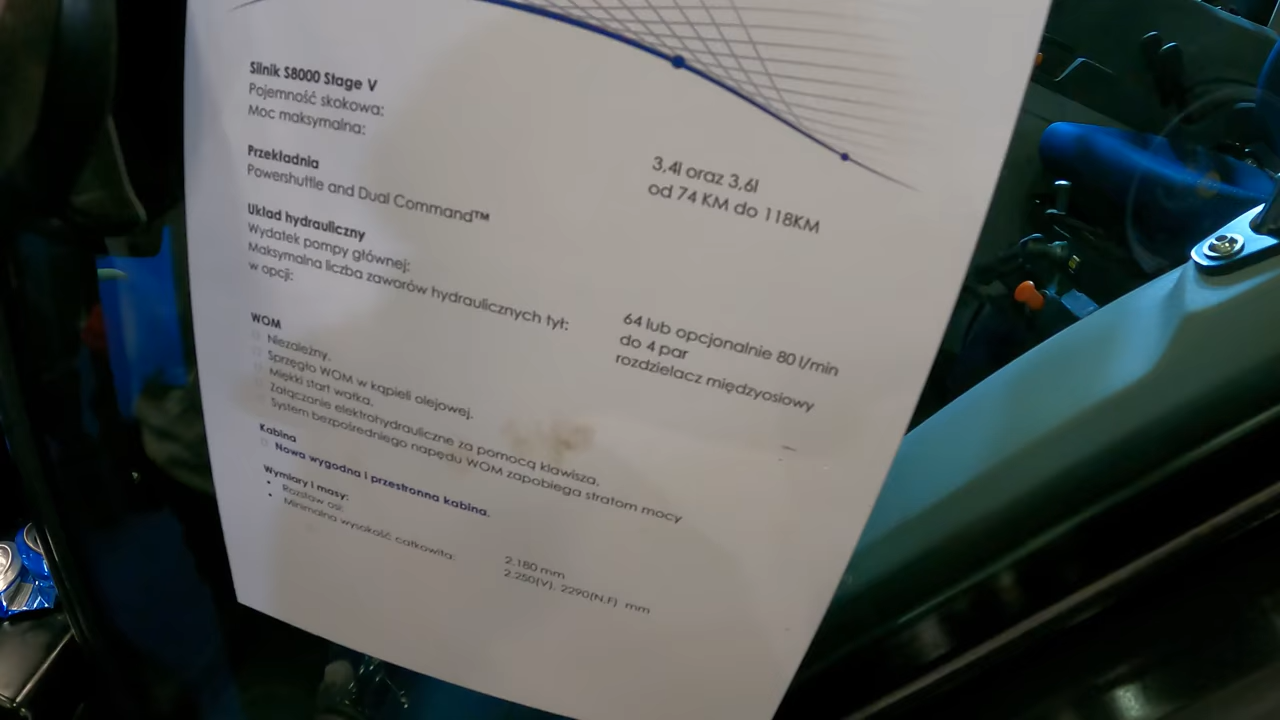 Silnik S8000 Stage V
Pojemność skokowa: 3,4l oraz 3,6l
Moc maksymalna: od 74 KM do 118KM
Przekładnia
Powershuttle and Dual Command™
Układ hydrauliczny
Wydatek pompy głównej: 64 lub opcjonalnie 80 l/min
Maksymalna liczba zaworów hydraulicznych tył: do 4 par
w opcji: rozdzielacz międzyosiowy
WOM
Niezależny.
Sprzęgło WOM w kąpieli olejowej.
Miękki start wałka.
Załączanie elektrohydrauliczne za pomocą klawisza.
System bezpośredniego napędu WOM zapobiega stratom mocy
Kabina
Nowa wygodna i przestronna kabina.
Wymiary i masy:
• Rozstaw osi: 2.180 mm
• Minimalna wysokość całkowita: 2.250(V), 2290(N,F) mm